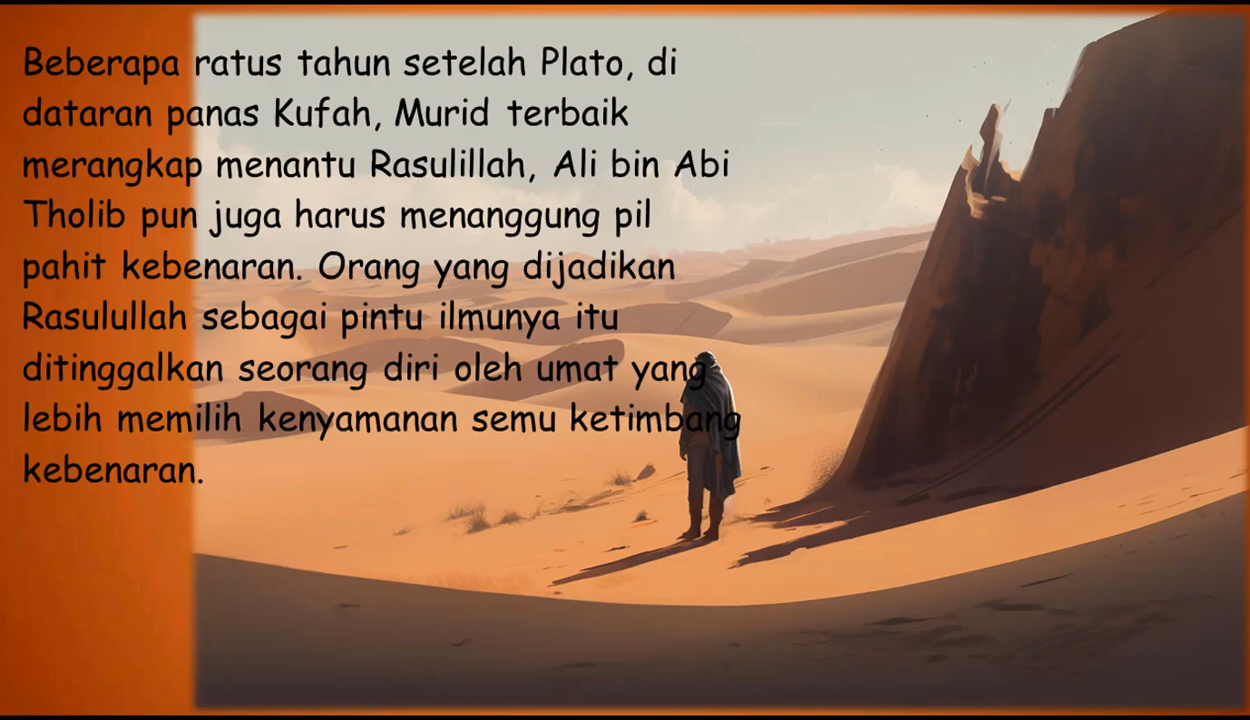 Beberapa ratus tahun setelah Plato, di
dataran panas Kufah, Murid terbaik
merangkap menantu Rasulillah, Ali bin Abi
Tholib pun juga harus menanggung pil
pahit kebenaran. Orang yang dijadikan
Rasulullah sebagai pintu ilmunya itu
ditinggalkan seorang diri oleh umat yang
lebih memilih kenyamanan semu ketimbang
kebenaran.